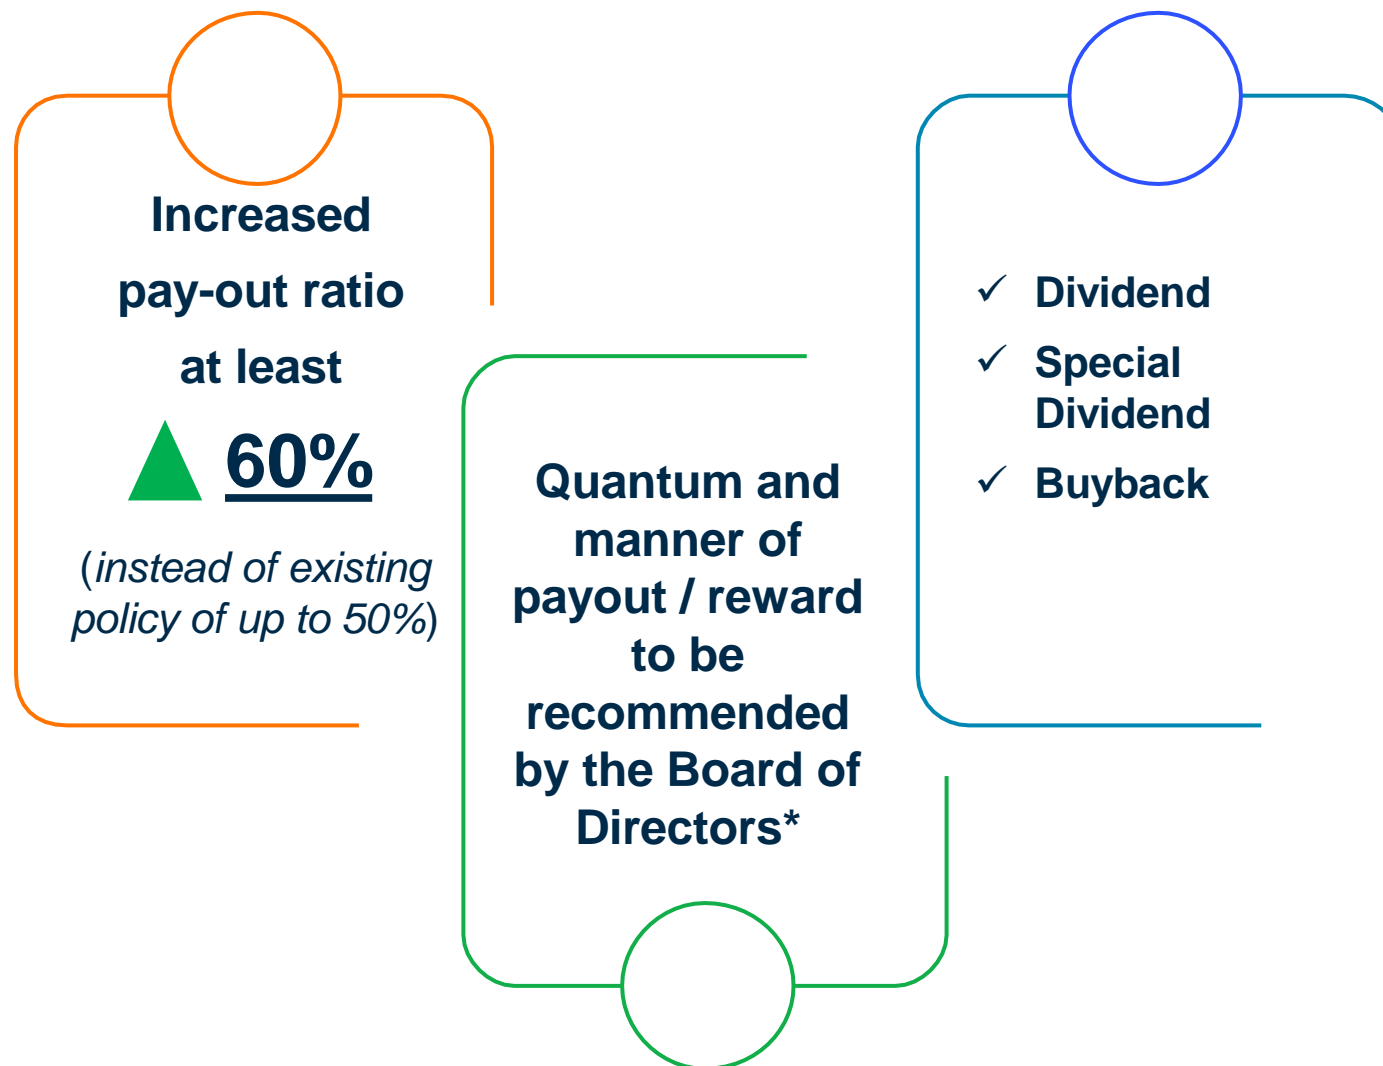 Increased
pay-out ratio
at least
60%
(instead of existing
policy of up to 50%)
Quantum and
manner of
payout / reward
to be
recommended
by the Board of
Directors*
✓ Dividend
✓ Special
Dividend
✓ Buyback